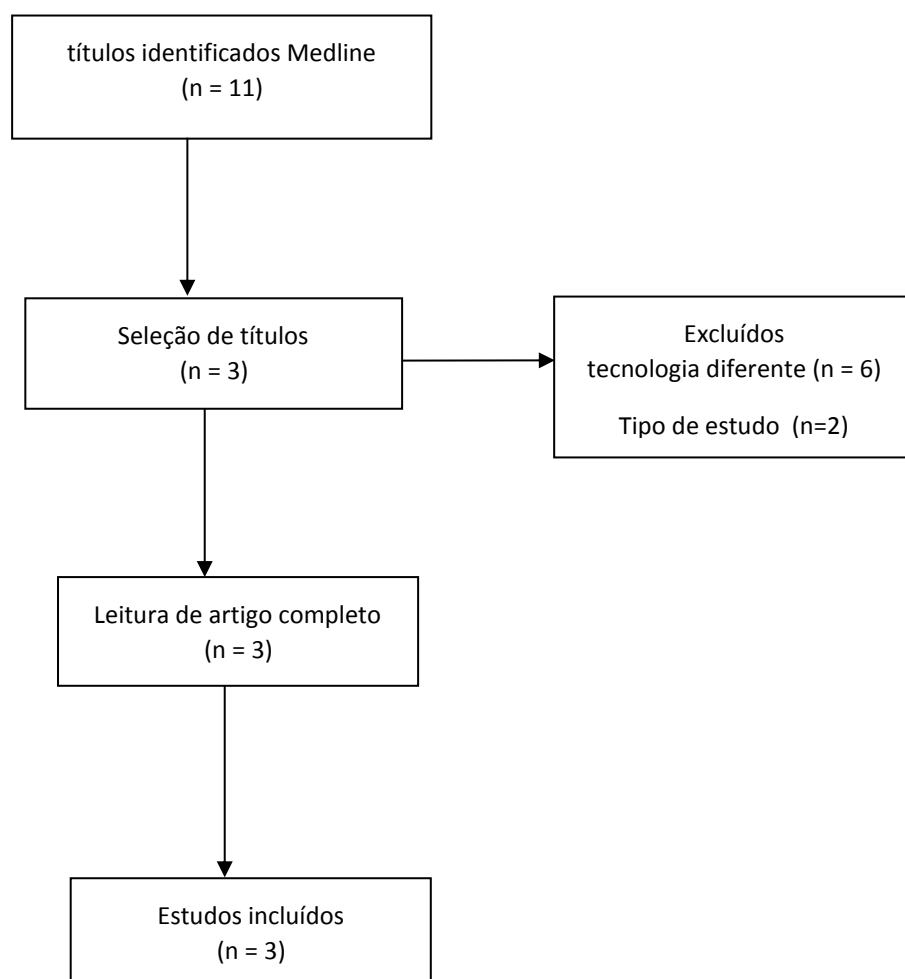 títulos identificados Medline
(n = 11)
Seleção de títulos
(n = 3)
Excluídos
tecnologia diferente (n = 6)
Tipo de estudo (n=2)
Leitura de artigo completo
(n = 3)
Estudos incluídos
(n = 3)